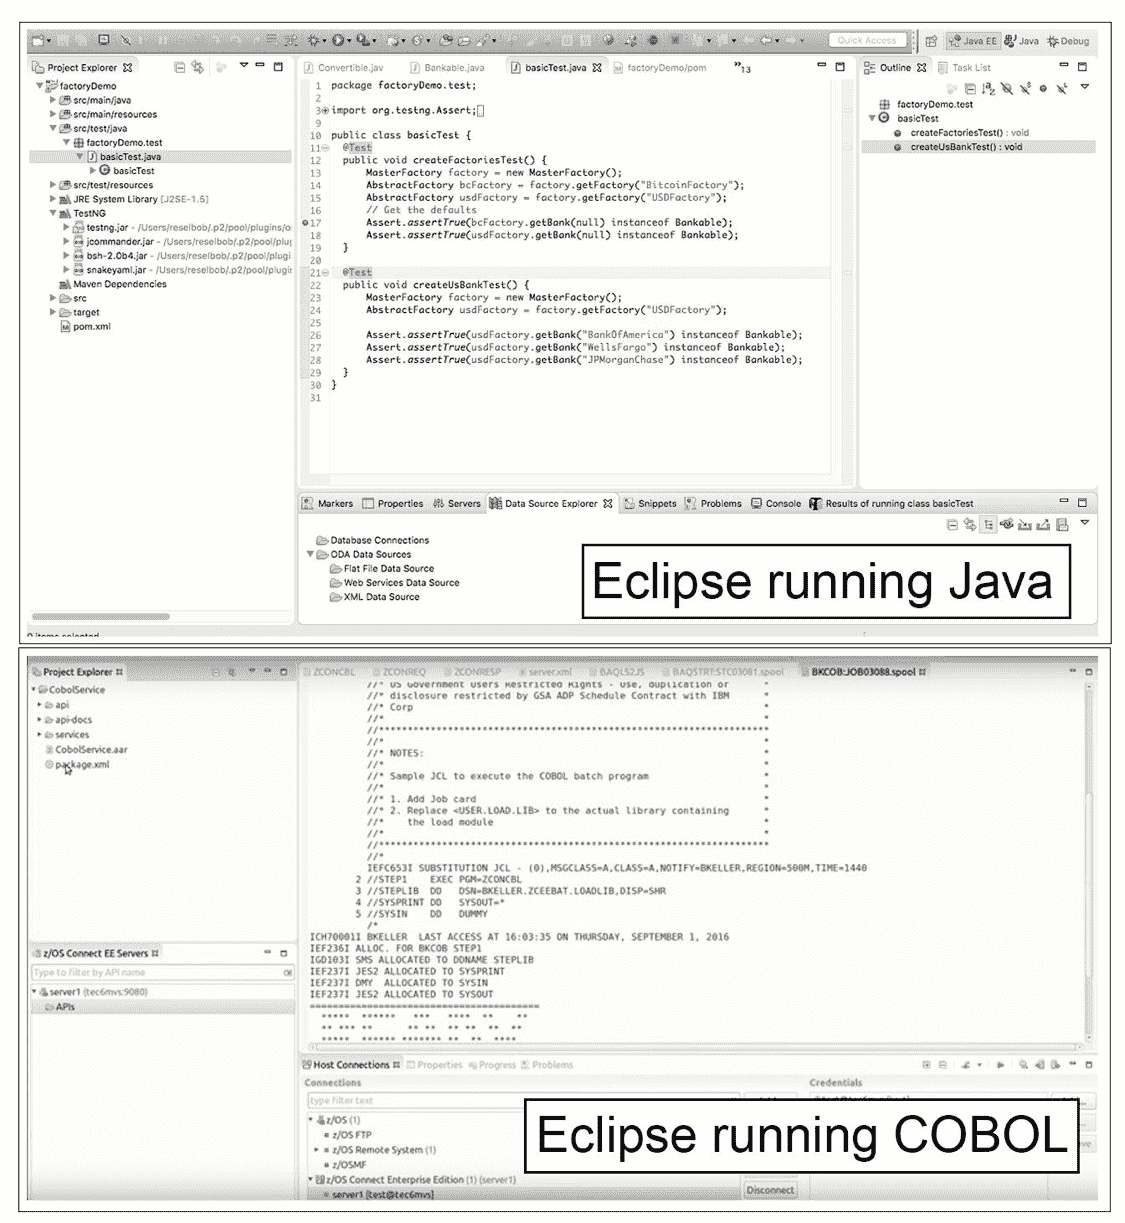 Quick Access
Java EE
Java
Debug
Project Explorer
factoryDemo
src/main/java
src/main/resources
src/test/java
factoryDemo.test
basicTest.java
basicTest
src/test/resources
JRE System Library [J2SE-1.5]
TestNG
testng.jar - /Users/reselbob/.p2/pool/plugins/o
jcommander.jar - /Users/reselbob/.p2/pool/plu
bsh-2.0b4.jar - /Users/reselbob/.p2/pool/plugi
snakeyaml.jar - /Users/reselbob/.p2/pool/plugi
Maven Dependencies
src
target
pom.xml
Convertible.jav
Bankable.java
basicTest.java
factoryDemo/pom
»13
1 package factoryDemo.test;
2
3 import org.testng.Assert;
9
10 public class basicTest {
11 @Test
12 public void createFactoriesTest() {
13 MasterFactory factory = new MasterFactory();
14 AbstractFactory bcFactory = factory.getFactory("BitcoinFactory");
15 AbstractFactory usdFactory = factory.getFactory("USDFactory");
16 // Get the defaults
17 Assert.assertTrue(bcFactory.getBank(null) instanceof Bankable);
18 Assert.assertTrue(usdFactory.getBank(null) instanceof Bankable);
19 }
20
21 @Test
22 public void createUsBankTest() {
23 MasterFactory factory = new MasterFactory();
24 AbstractFactory usdFactory = factory.getFactory("USDFactory");
25
26 Assert.assertTrue(usdFactory.getBank("BankOfAmerica") instanceof Bankable);
27 Assert.assertTrue(usdFactory.getBank("WellsFargo") instanceof Bankable);
28 Assert.assertTrue(usdFactory.getBank("JPMorganChase") instanceof Bankable);
29 }
30 }
31
Outline
Task List
factoryDemo.test
basicTest
createFactoriesTest() : void
createUsBankTest() : void
Markers
Properties
Servers
Data Source Explorer
Snippets
Problems
Console
Results of running class basicTest
Database Connections
ODA Data Sources
Flat File Data Source
Web Services Data Source
XML Data Source
0 items selected
Eclipse running Java
Project Explorer
CobolService
api
api-docs
services
CobolService.aar
package.xml
z/OS Connect EE Servers
Type to filter by API name
server1 (tec6mvs:9080)
APIs
ZCONCBL
ZCONREQ
ZCONRESP
server.xml
BAQLS2JS
BAQSTRT:STC03081.spool
BKCOB:JOB03088.spool
//* US Government Users Restricted Rights - Use, duplication or *
//* disclosure restricted by GSA ADP Schedule Contract with IBM *
//* Corp *
//* *
//*******************************************************************
//* *
//* NOTES: *
//* *
//* Sample JCL to execute the COBOL batch program *
//* *
//* 1. Add Job card *
//* 2. Replace <USER.LOAD.LIB> to the actual library containing *
//* the load module *
//* *
//*******************************************************************
//*
IEFC653I SUBSTITUTION JCL - (0),MSGCLASS=A,CLASS=A,NOTIFY=BKELLER,REGION=500M,TIME=1440
2 //STEP1 EXEC PGM=ZCONCBL
3 //STEPLIB DD DSN=BKELLER.ZCEEBAT.LOADLIB,DISP=SHR
4 //SYSPRINT DD SYSOUT=*
5 //SYSIN DD DUMMY
/*
ICH70001I BKELLER LAST ACCESS AT 16:03:35 ON THURSDAY, SEPTEMBER 1, 2016
IEF236I ALLOC. FOR BKCOB STEP1
IGD103I SMS ALLOCATED TO DDNAME STEPLIB
IEF237I JES2 ALLOCATED TO SYSPRINT
IEF237I DMY ALLOCATED TO SYSIN
IEF237I JES2 ALLOCATED TO SYSOUT
========================================
***** ****** *** **** ** **
** *** ** ** ** ** ** ** **
***** ****** ******* ** ** ****
Host Connections
Properties
Progress
Problems
Connections
type filter text
z/OS (1)
z/OS FTP
z/OS Remote System (1)
z/OSMF
z/OS Connect Enterprise Edition (1) (server1)
server1 [test@tec6mvs]
Disconnect
Credentials
Eclipse running COBOL